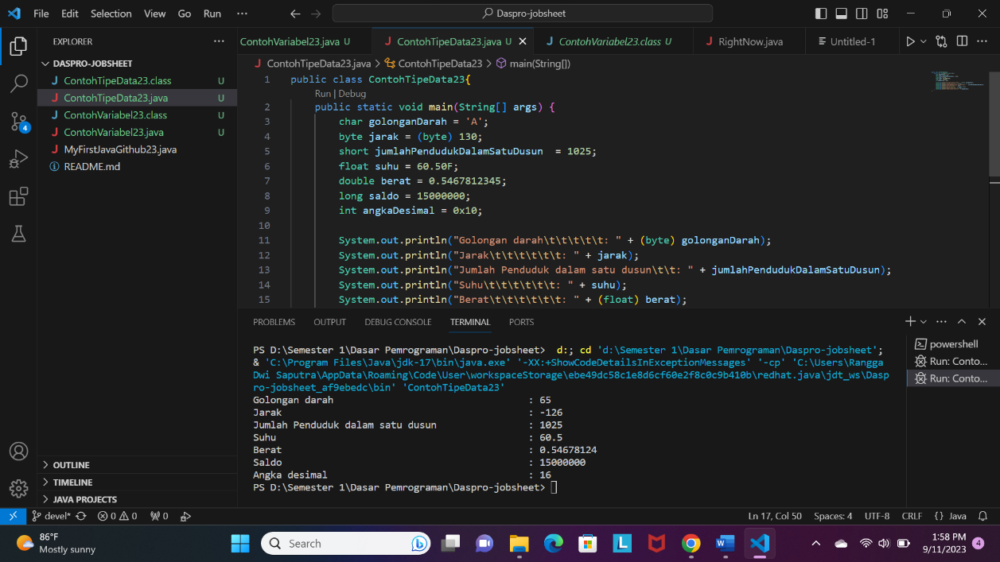 File Edit Selection View Go Run ··· Daspro-jobsheet
EXPLORER ···
DASPRO-JOBSHEET
ContohTipeData23.class U
ContohTipeData23.java U
ContohVariabel23.class U
ContohVariabel23.java U
MyFirstJavaGithub23.java
README.md
OUTLINE
TIMELINE
JAVA PROJECTS
ContohVariabel23.java U ContohTipeData23.java U ContohVariabel23.class U RightNow.java Untitled-1
ContohTipeData23.java > ContohTipeData23 > main(String[])
1 public class ContohTipeData23{
Run | Debug
2 public static void main(String[] args) {
3 char golonganDarah = 'A';
4 byte jarak = (byte) 130;
5 short jumlahPendudukDalamSatuDusun  = 1025;
6 float suhu = 60.50F;
7 double berat = 0.5467812345;
8 long saldo = 15000000;
9 int angkaDesimal = 0x10;
10
11 System.out.println("Golongan darah\t\t\t\t\t: " + (byte) golonganDarah);
12 System.out.println("Jarak\t\t\t\t\t\t: " + jarak);
13 System.out.println("Jumlah Penduduk dalam satu dusun\t\t: " + jumlahPendudukDalamSatuDusun);
14 System.out.println("Suhu\t\t\t\t\t\t: " + suhu);
15 System.out.println("Berat\t\t\t\t\t\t: " + (float) berat);
PROBLEMS OUTPUT DEBUG CONSOLE TERMINAL PORTS
PS D:\Semester 1\Dasar Pemrograman\Daspro-jobsheet>  d:; cd 'd:\Semester 1\Dasar Pemrograman\Daspro-jobsheet';
& 'C:\Program Files\Java\jdk-17\bin\java.exe' '-XX:+ShowCodeDetailsInExceptionMessages' '-cp' 'C:\Users\Rangga
Dwi Saputra\AppData\Roaming\Code\User\workspaceStorage\ebe49dc58c1e8d6cf60e2f8c0c9b410b\redhat.java\jdt_ws\Dasp
ro-jobsheet_af9ebedc\bin' 'ContohTipeData23'
Golongan darah : 65
Jarak : -126
Jumlah Penduduk dalam satu dusun : 1025
Suhu : 60.5
Berat : 0.54678124
Saldo : 15000000
Angka desimal : 16
PS D:\Semester 1\Dasar Pemrograman\Daspro-jobsheet>
powershell
Run: Conto...
Run: Conto...
4
devel* 0 0 0 Ln 17, Col 50 Spaces: 4 UTF-8 CRLF {} Java
86°F
Mostly sunny
Search
1:58 PM
9/11/2023
4